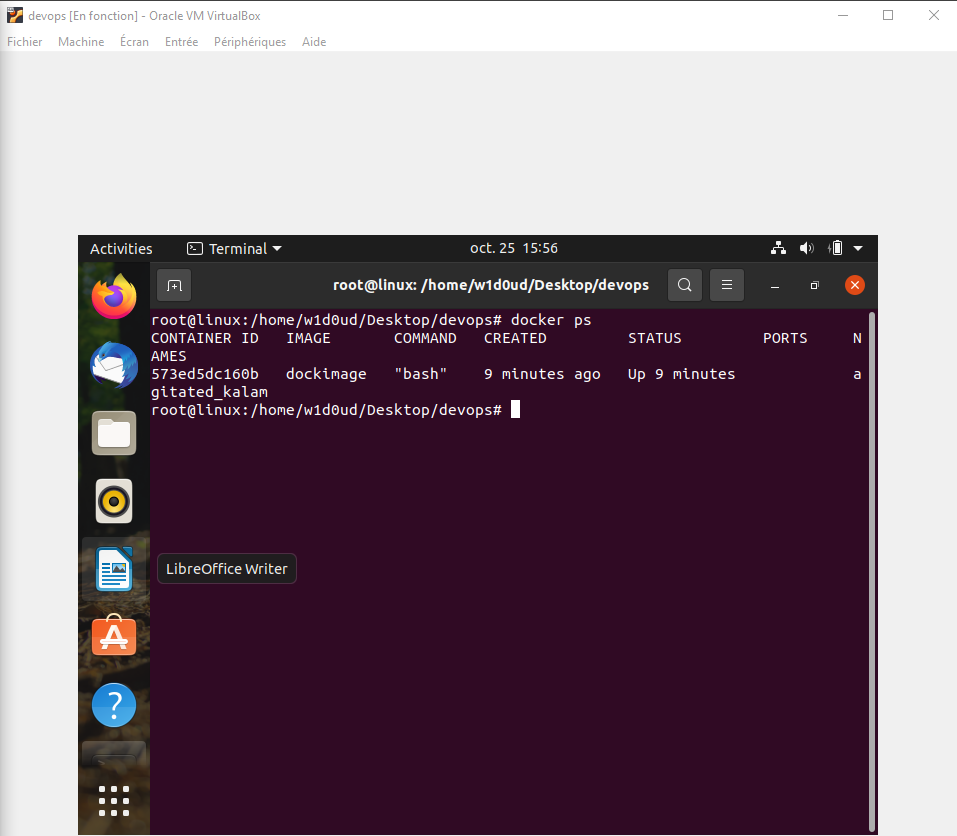 devops [En fonction] - Oracle VM VirtualBox
Fichier Machine Écran Entrée Périphériques Aide
Activities Terminal oct. 25 15:56
root@linux: /home/w1d0ud/Desktop/devops
root@linux:/home/w1d0ud/Desktop/devops# docker ps
CONTAINER ID IMAGE COMMAND CREATED STATUS PORTS N
AMES
573ed5dc160b dockimage "bash" 9 minutes ago Up 9 minutes a
gitated_kalam
root@linux:/home/w1d0ud/Desktop/devops#
LibreOffice Writer